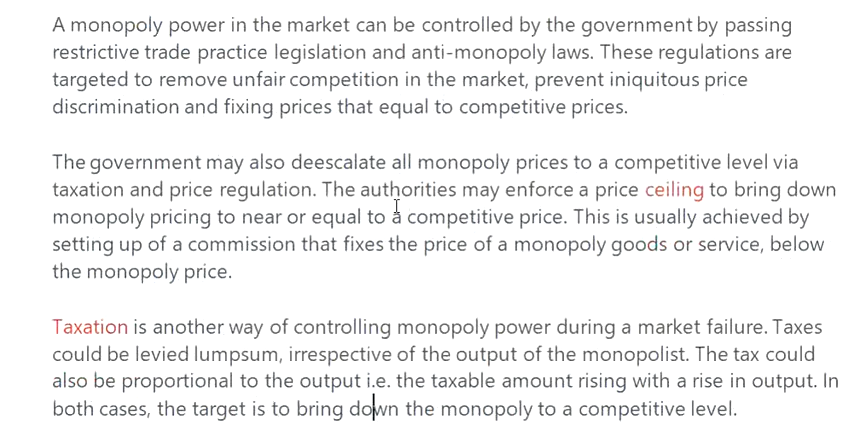 A monopoly power in the market can be controlled by the government by passing
restrictive trade practice legislation and anti-monopoly laws. These regulations are
targeted to remove unfair competition in the market, prevent iniquitous price
discrimination and fixing prices that equal to competitive prices.
The government may also deescalate all monopoly prices to a competitive level via
taxation and price regulation. The authorities may enforce a price ceiling to bring down
monopoly pricing to near or equal to a competitive price. This is usually achieved by
setting up of a commission that fixes the price of a monopoly goods or service, below
the monopoly price.
Taxation is another way of controlling monopoly power during a market failure. Taxes
could be levied lumpsum, irrespective of the output of the monopolist. The tax could
also be proportional to the output i.e. the taxable amount rising with a rise in output. In
both cases, the target is to bring down the monopoly to a competitive level.